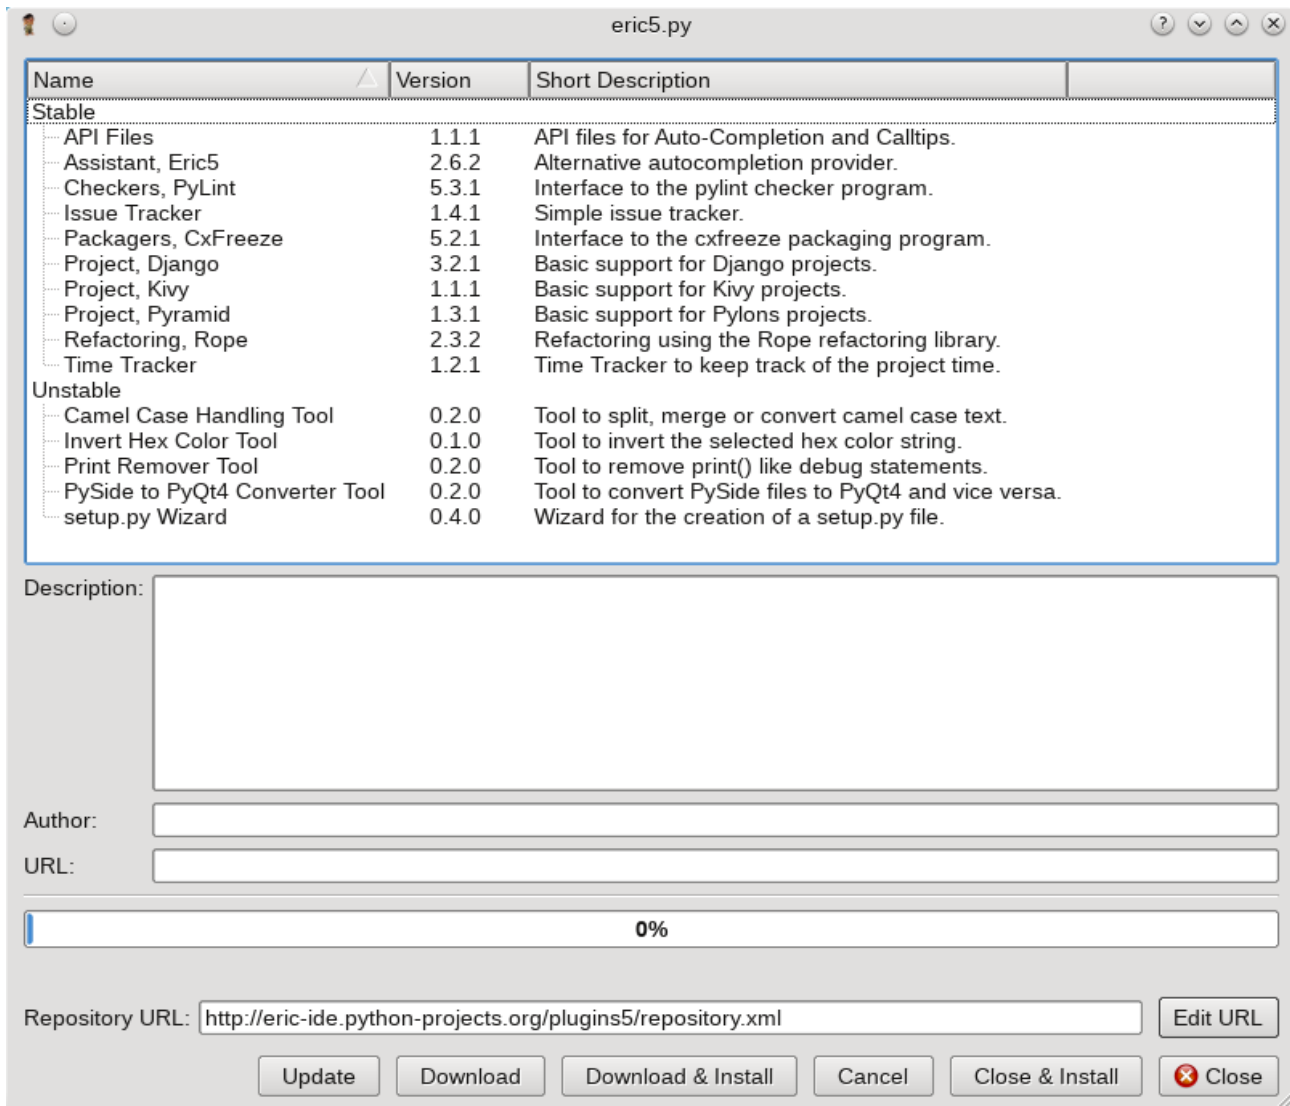 eric5.py
Name Version Short Description
Stable
API Files 1.1.1 API files for Auto-Completion and Calltips.
Assistant, Eric5 2.6.2 Alternative autocompletion provider.
Checkers, PyLint 5.3.1 Interface to the pylint checker program.
Issue Tracker 1.4.1 Simple issue tracker.
Packagers, CxFreeze 5.2.1 Interface to the cxfreeze packaging program.
Project, Django 3.2.1 Basic support for Django projects.
Project, Kivy 1.1.1 Basic support for Kivy projects.
Project, Pyramid 1.3.1 Basic support for Pylons projects.
Refactoring, Rope 2.3.2 Refactoring using the Rope refactoring library.
Time Tracker 1.2.1 Time Tracker to keep track of the project time.
Unstable
Camel Case Handling Tool 0.2.0 Tool to split, merge or convert camel case text.
Invert Hex Color Tool 0.1.0 Tool to invert the selected hex color string.
Print Remover Tool 0.2.0 Tool to remove print() like debug statements.
PySide to PyQt4 Converter Tool 0.2.0 Tool to convert PySide files to PyQt4 and vice versa.
setup.py Wizard 0.4.0 Wizard for the creation of a setup.py file.
Description:
Author:
URL:
0%
Repository URL: http://eric-ide.python-projects.org/plugins5/repository.xml Edit URL
Update Download Download & Install Cancel Close & Install Close